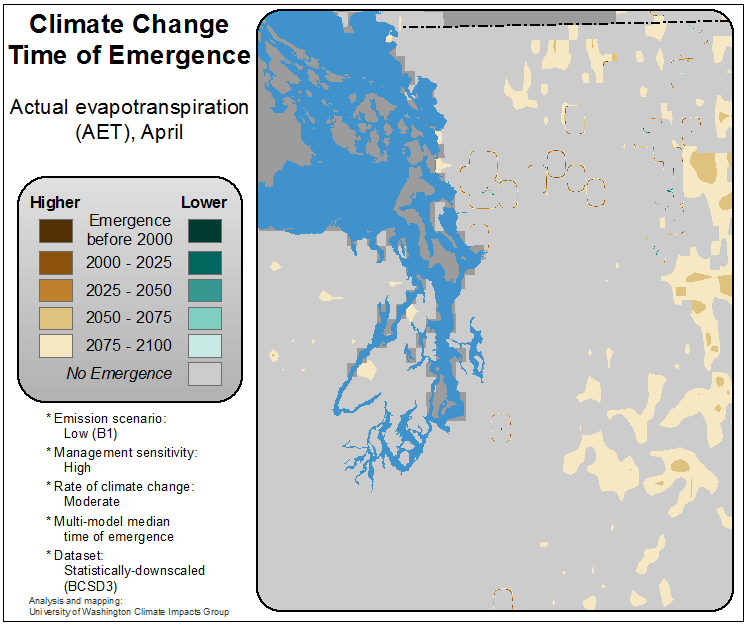 Climate Change
Time of Emergence
Actual evapotranspiration
(AET), April
Higher Lower
Emergence
before 2000
2000 - 2025
2025 - 2050
2050 - 2075
2075 - 2100
No Emergence
* Emission scenario:
Low (B1)
* Management sensitivity:
High
* Rate of climate change:
Moderate
* Multi-model median
time of emergence
* Dataset:
Statistically-downscaled
(BCSD3)
Analysis and mapping:
University of Washington Climate Impacts Group